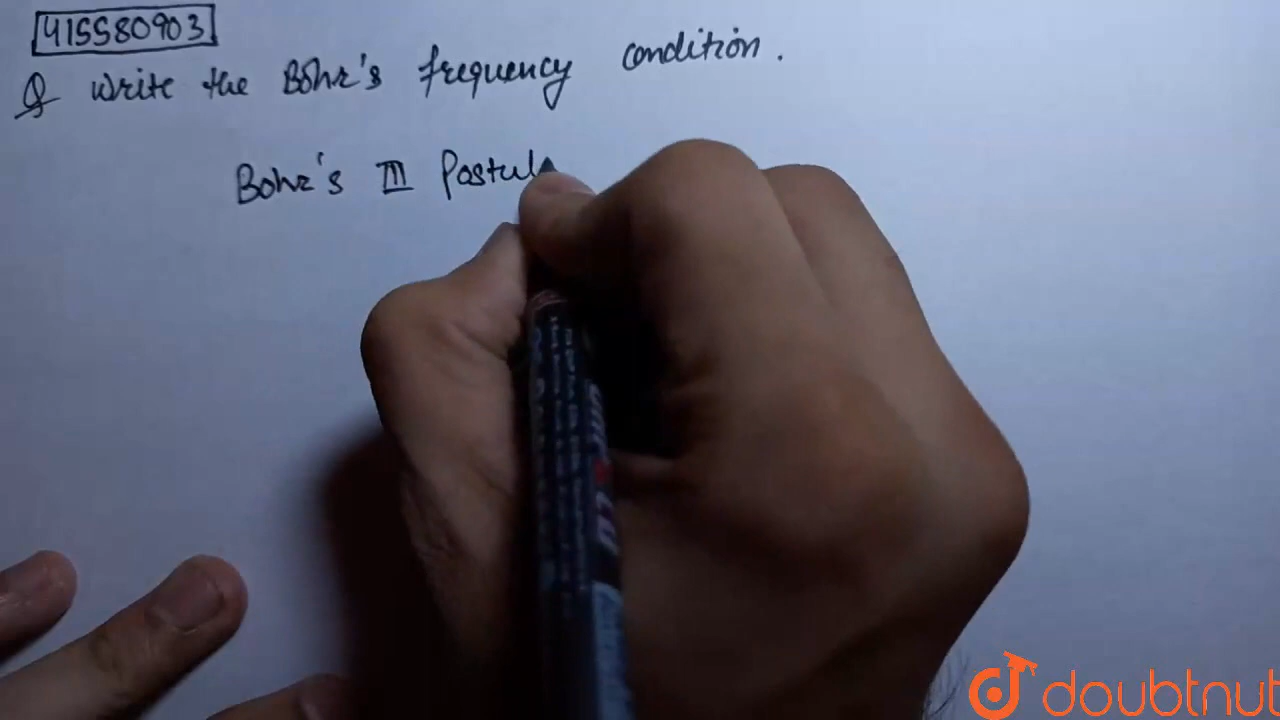 415580903
Q Write the Bohr's frequency condition.
Bohr's III Postul
doubtnut